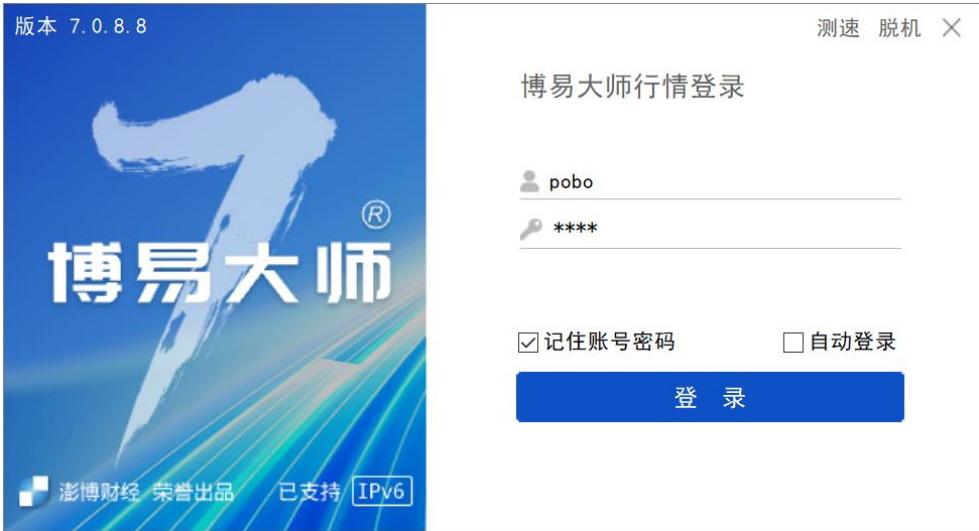 版本 7.0.8.8
测速 脱机
博易大师行情登录
pobo
****
7
®
博易大师
记住账号密码 自动登录
登 录
澎博财经 荣誉出品 已支持 IPv6